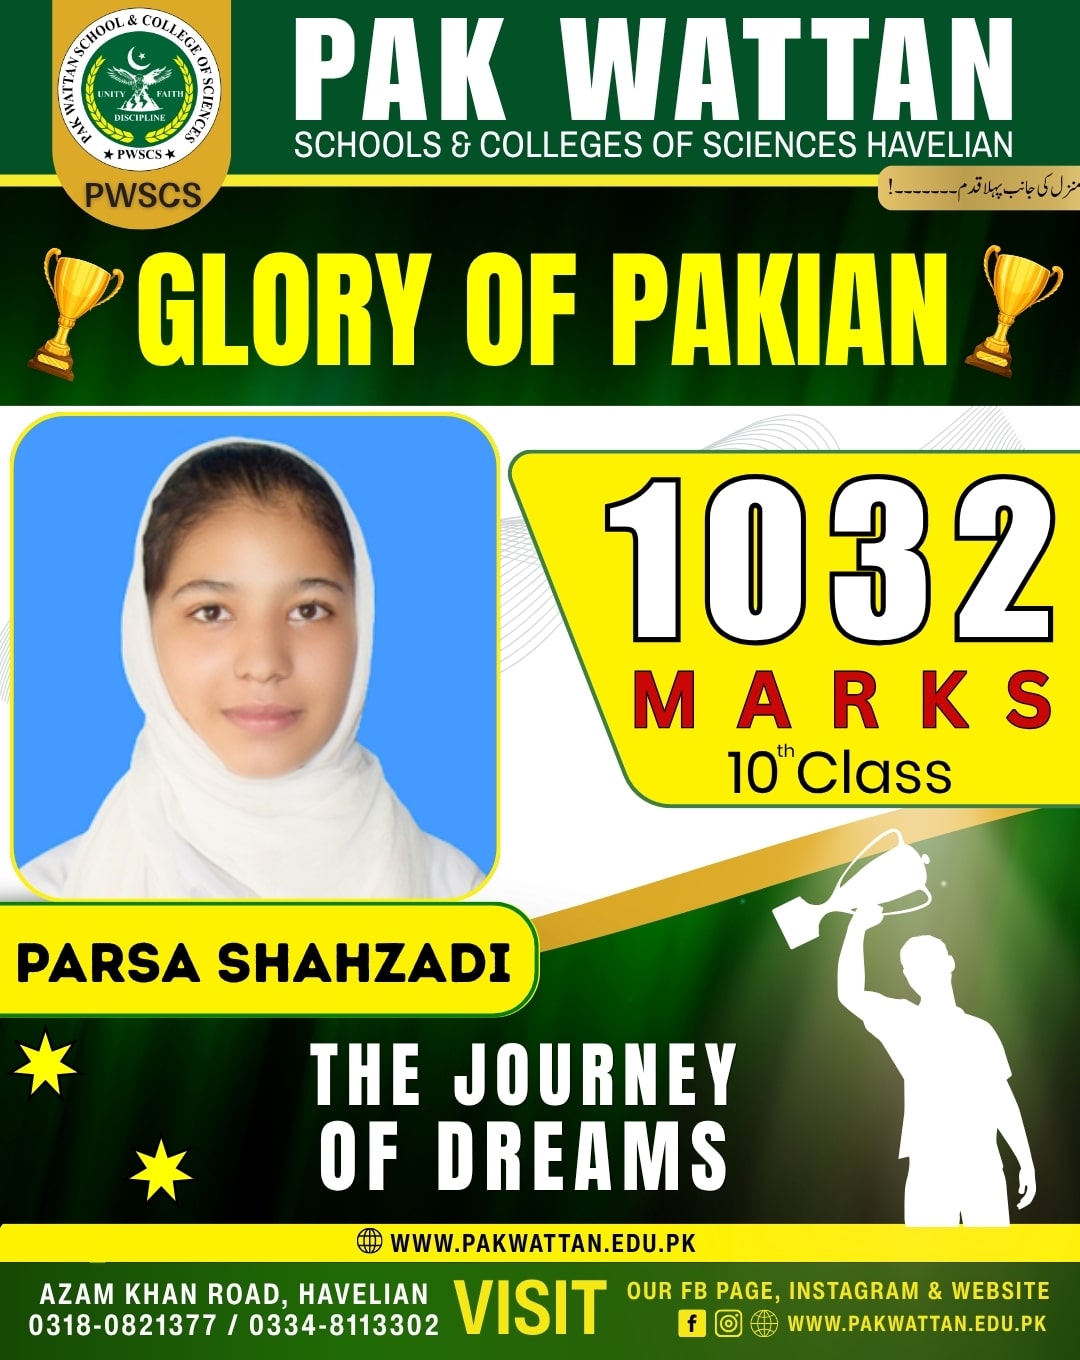 PAK WATTAN SCHOOL & COLLEGE OF SCIENCES
UNITY FAITH
DISCIPLINE
★ PWSCS ★
PWSCS
PAK WATTAN
SCHOOLS & COLLEGES OF SCIENCES HAVELIAN
منزل کی جانب پہلا قدم-------!
GLORY OF PAKIAN
1032
MARKS
10th Class
PARSA SHAHZADI
THE JOURNEY
OF DREAMS
WWW.PAKWATTAN.EDU.PK
AZAM KHAN ROAD, HAVELIAN
0318-0821377 / 0334-8113302
VISIT
OUR FB PAGE, INSTAGRAM & WEBSITE
WWW.PAKWATTAN.EDU.PK